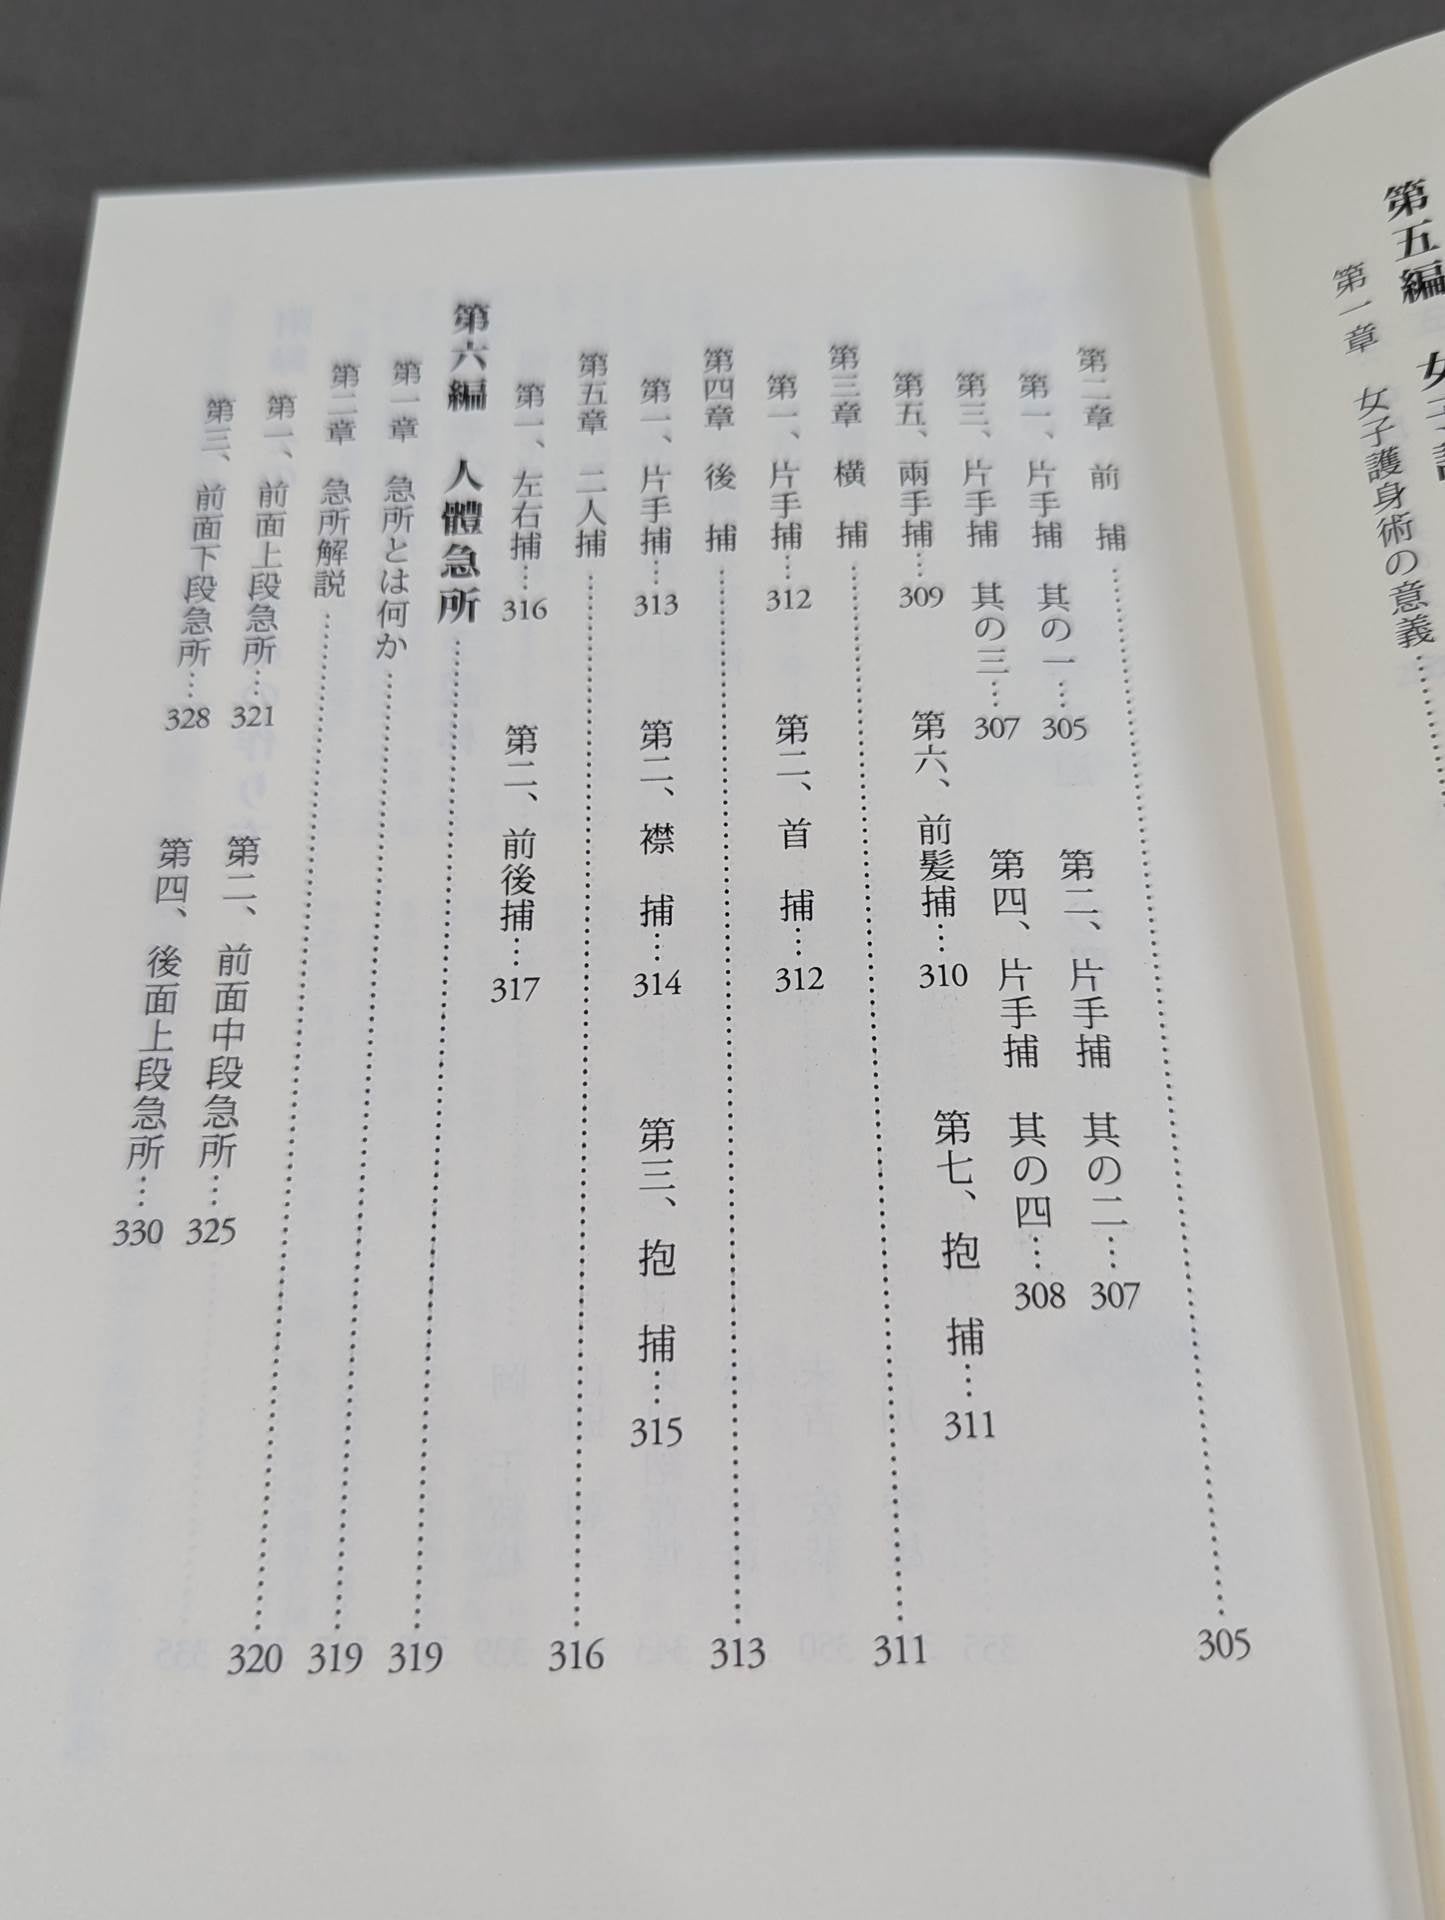 第五編
第一章 女子護身術の意義
第二章 前捕 305
第一、片手捕 其の一 305 第二、片手捕 其の二 307
第三、片手捕 其の三 307 第四、片手捕 其の四 308
第五、兩手捕 309 第六、前髪捕 310 第七、抱捕 311
第三章 横捕 311
第一、片手捕 312 第二、首捕 312
第四章 後捕 313
第一、片手捕 313 第二、襟捕 314 第三、抱捕 315
第五章 二人捕 316
第一、左右捕 316 第二、前後捕 317
第六編 人體急所 319
第一章 急所とは何か 319
第二章 急所解説 320
第一、前面上段急所 321 第二、前面中段急所 325
第三、前面下段急所 328 第四、後面上段急所 330